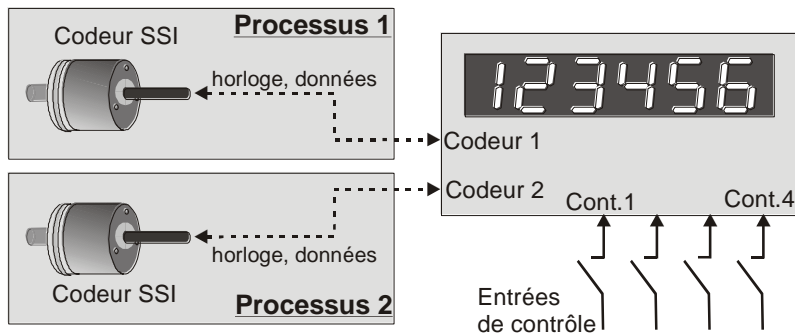 Processus 1
Codeur SSI
horloge, données
123456
Codeur 1
Codeur 2
Cont.1
Cont.4
horloge, données
Codeur SSI
Processus 2
Entrées
de contrôle